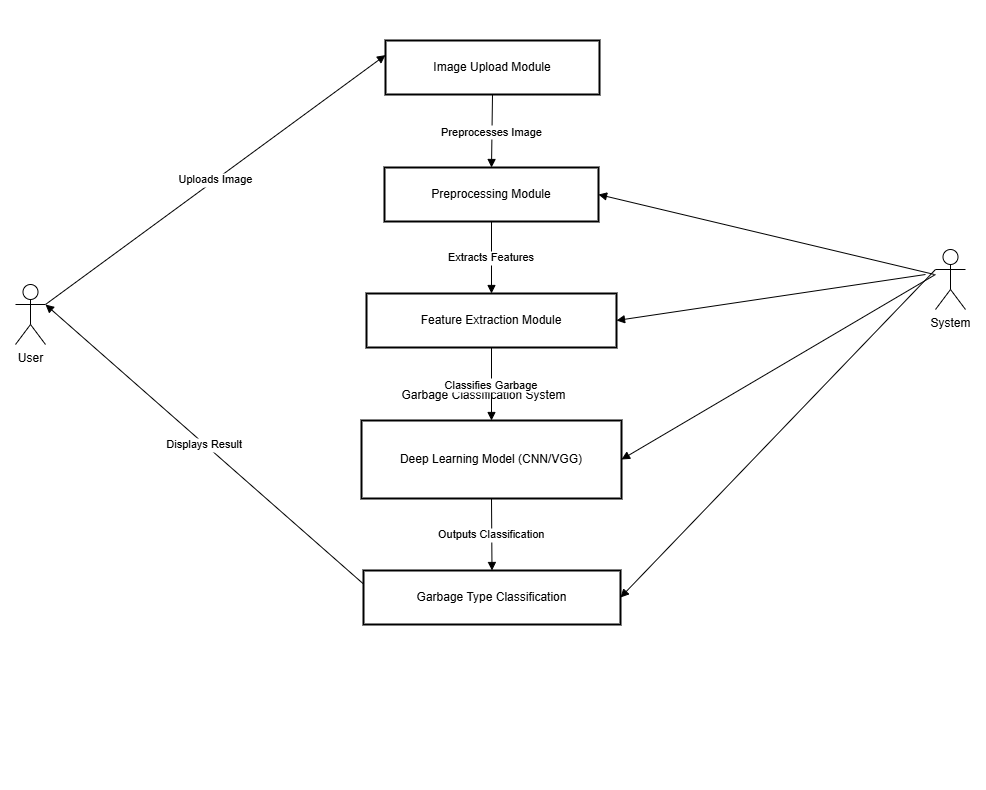 Image Upload Module
Preprocesses Image
Uploads Image
Preprocessing Module
Extracts Features
System
Feature Extraction Module
User
Classifies Garbage
Garbage Classification System
Displays Result
Deep Learning Model (CNN/VGG)
Outputs Classification
Garbage Type Classification